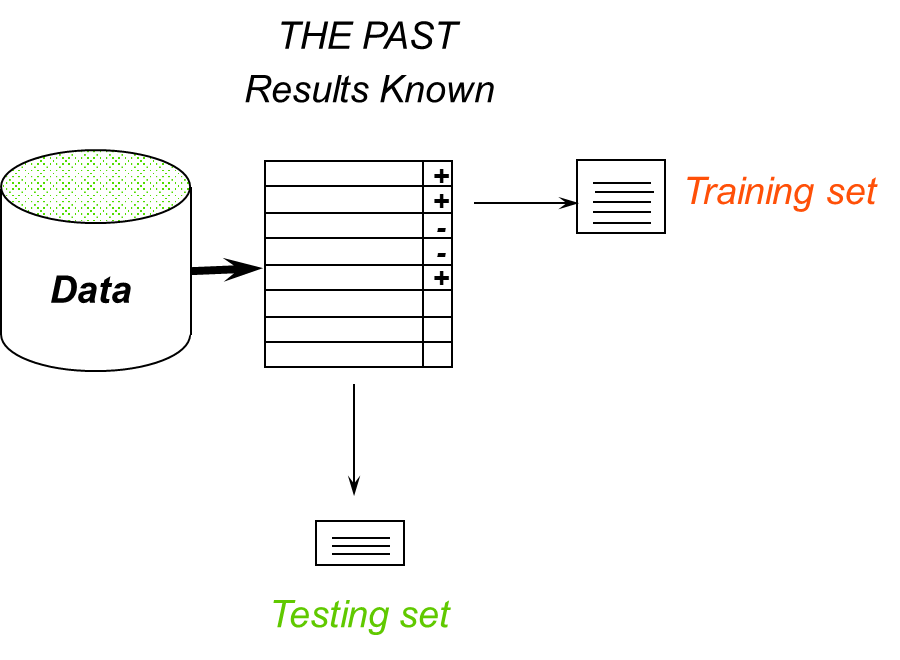 THE PAST
Results Known
+
+
-
-
+
Training set
Data
Testing set